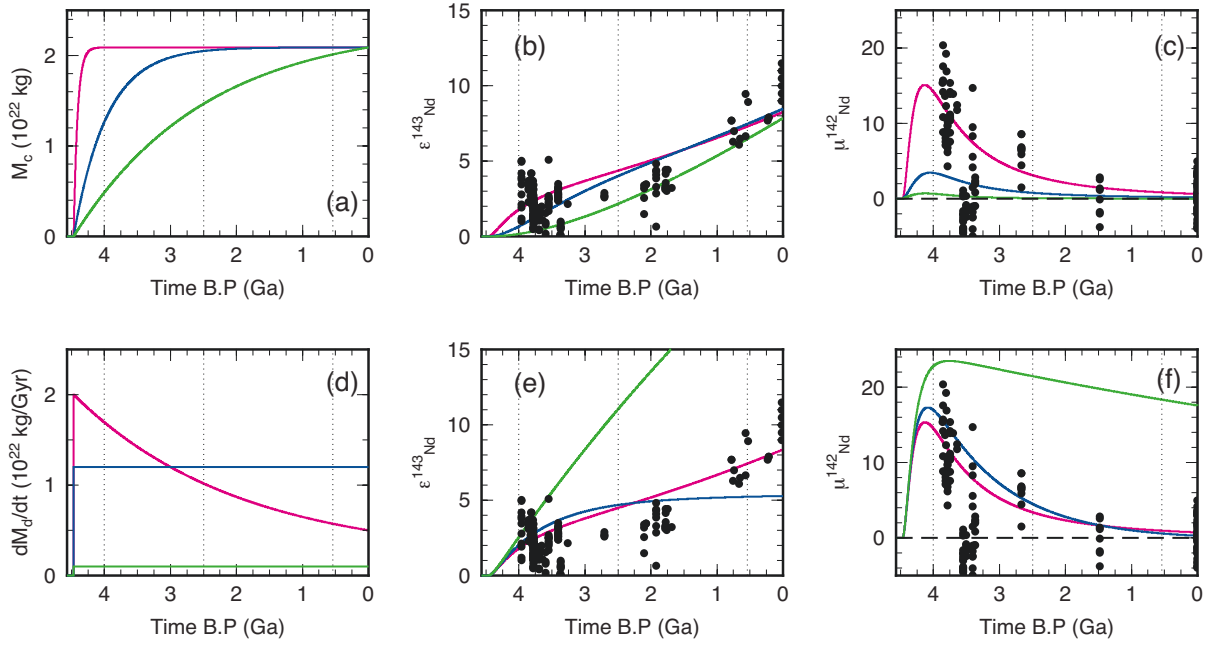 (a)
M_c (10^22 kg)
2
1
0
4 3 2 1 0
Time B.P (Ga)
(b)
ε^143_Nd
15
10
5
0
4 3 2 1 0
Time B.P (Ga)
(c)
μ^142_Nd
20
10
0
4 3 2 1 0
Time B.P (Ga)
(d)
dM_d/dt (10^22 kg/Gyr)
2
1
0
4 3 2 1 0
Time B.P (Ga)
(e)
ε^143_Nd
15
10
5
0
4 3 2 1 0
Time B.P (Ga)
(f)
μ^142_Nd
20
10
0
4 3 2 1 0
Time B.P (Ga)